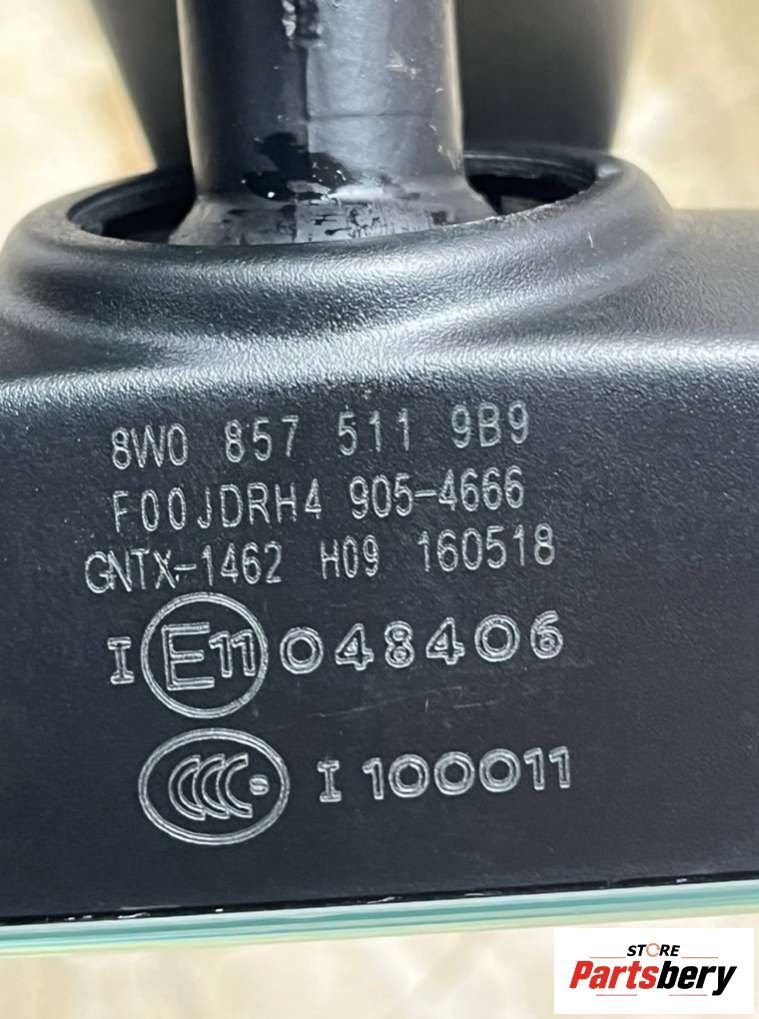 8W0 857 511 9B9
F00JDRH4 905-4666
GNTX-1462 H09 160518
I E11 048406
CCC I 100011
STORE
Partsbery